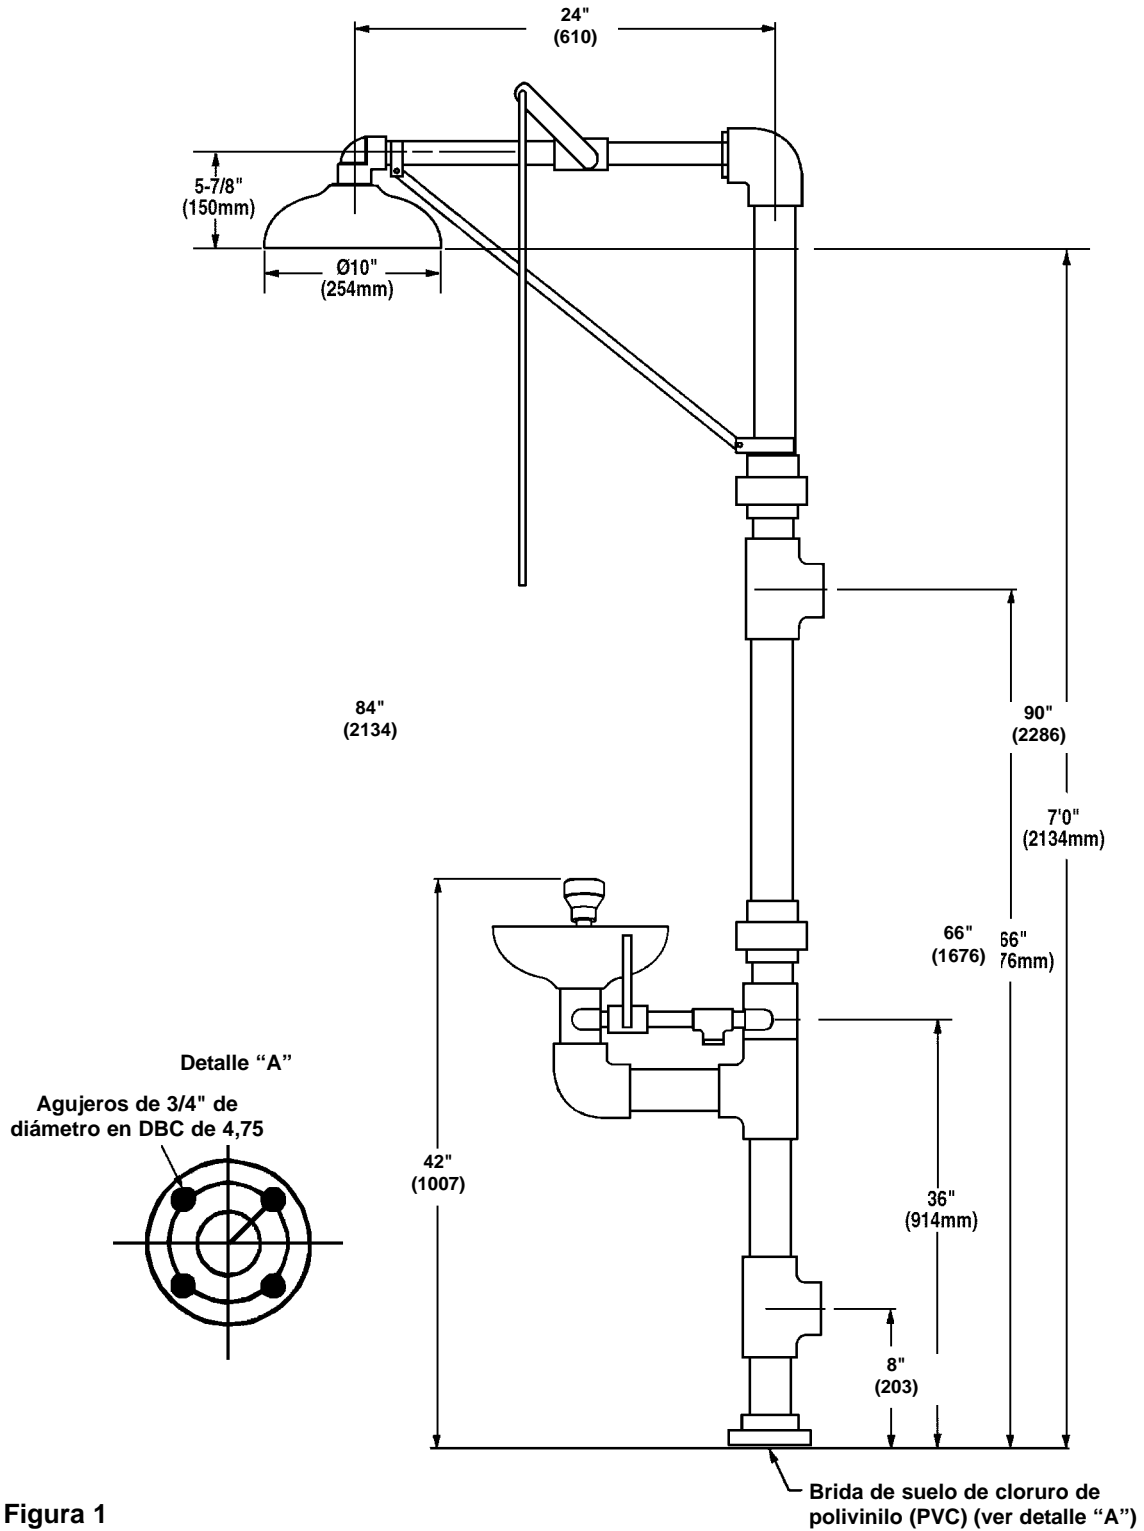 24"
(610)
5-7/8"
(150mm)
Ø10"
(254mm)
84"
(2134)
90"
(2286)
7'0"
(2134mm)
66"
(1676)
66"
76mm)
Detalle “A”
Agujeros de 3/4" de
diámetro en DBC de 4,75
42"
(1007)
36"
(914mm)
8"
(203)
Brida de suelo de cloruro de
polivinilo (PVC) (ver detalle “A”)
Figura 1